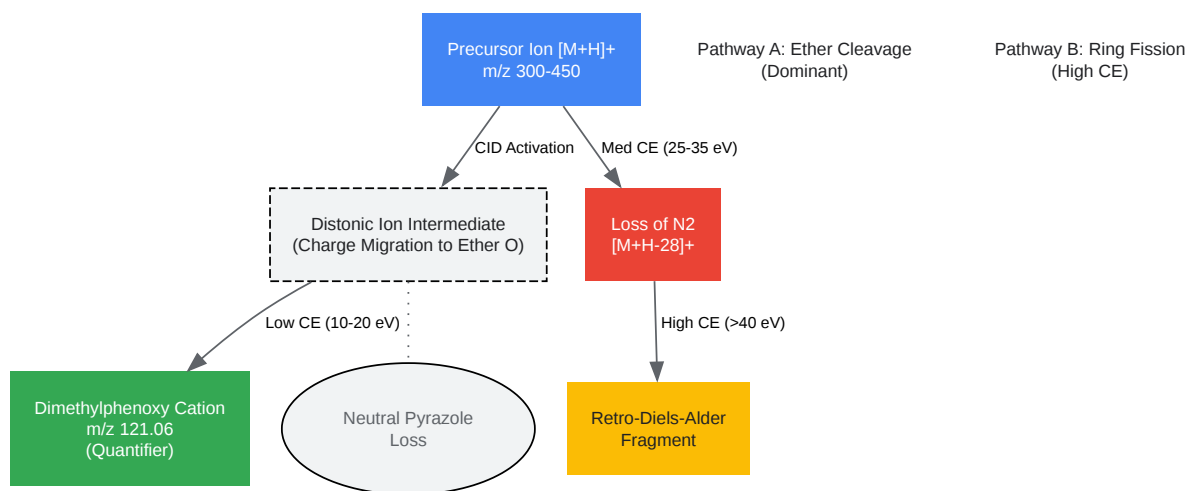 Precursor Ion [M+H]+
m/z 300-450
Pathway A: Ether Cleavage
(Dominant)
Pathway B: Ring Fission
(High CE)
CID Activation
Med CE (25-35 eV)
Distonic Ion Intermediate
(Charge Migration to Ether O)
Loss of N2
[M+H-28]+
Low CE (10-20 eV)
High CE (>40 eV)
Dimethylphenoxy Cation
m/z 121.06
(Quantifier)
Neutral Pyrazole
Loss
Retro-Diels-Alder
Fragment